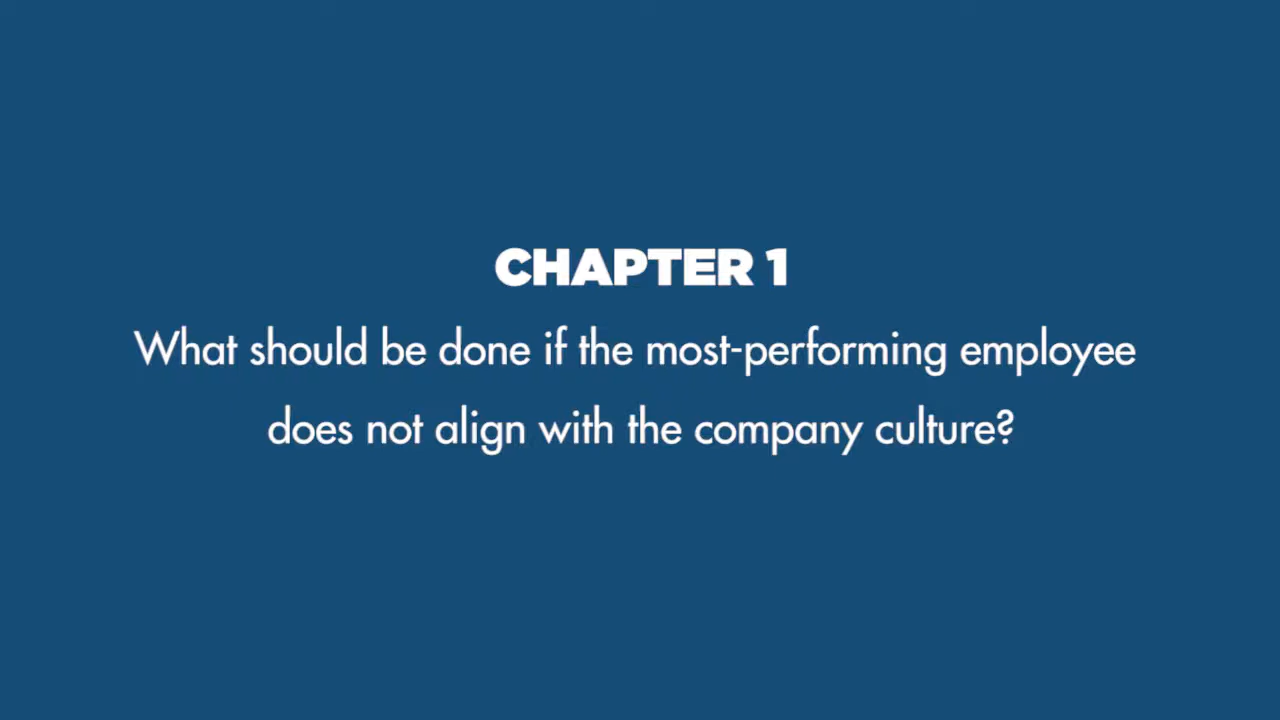 CHAPTER 1
What should be done if the most-performing employee
does not align with the company culture?